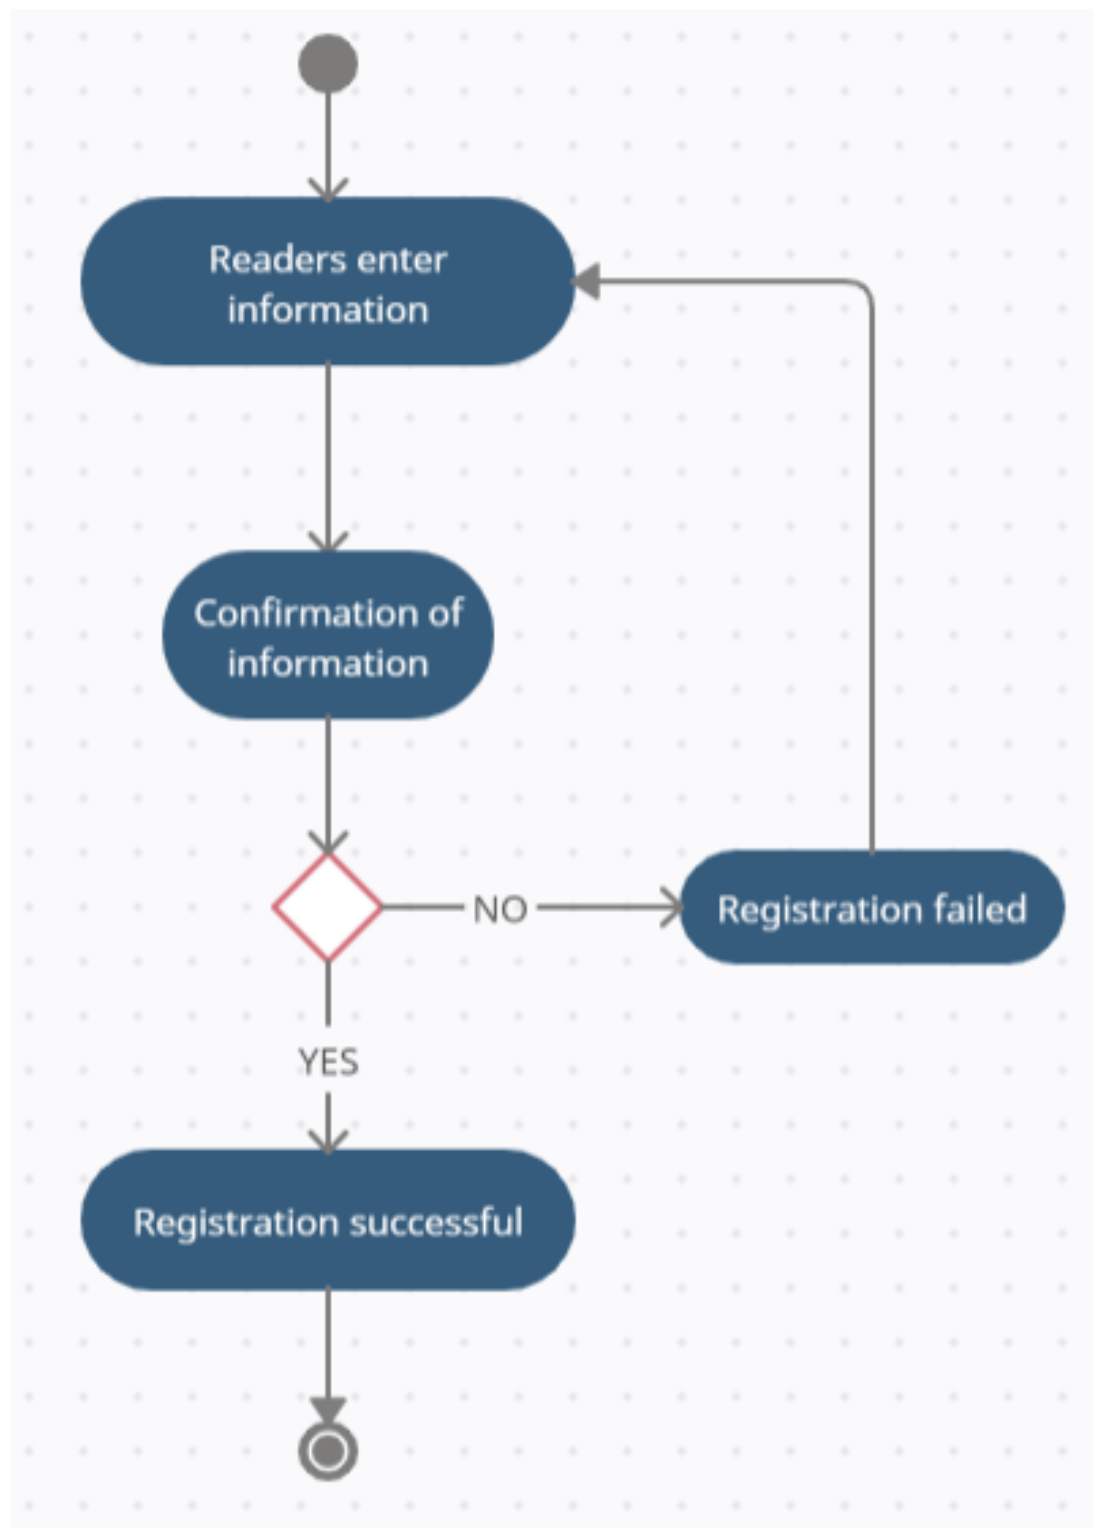 Readers enter
information
Confirmation of
information
NO
Registration failed
YES
Registration successful